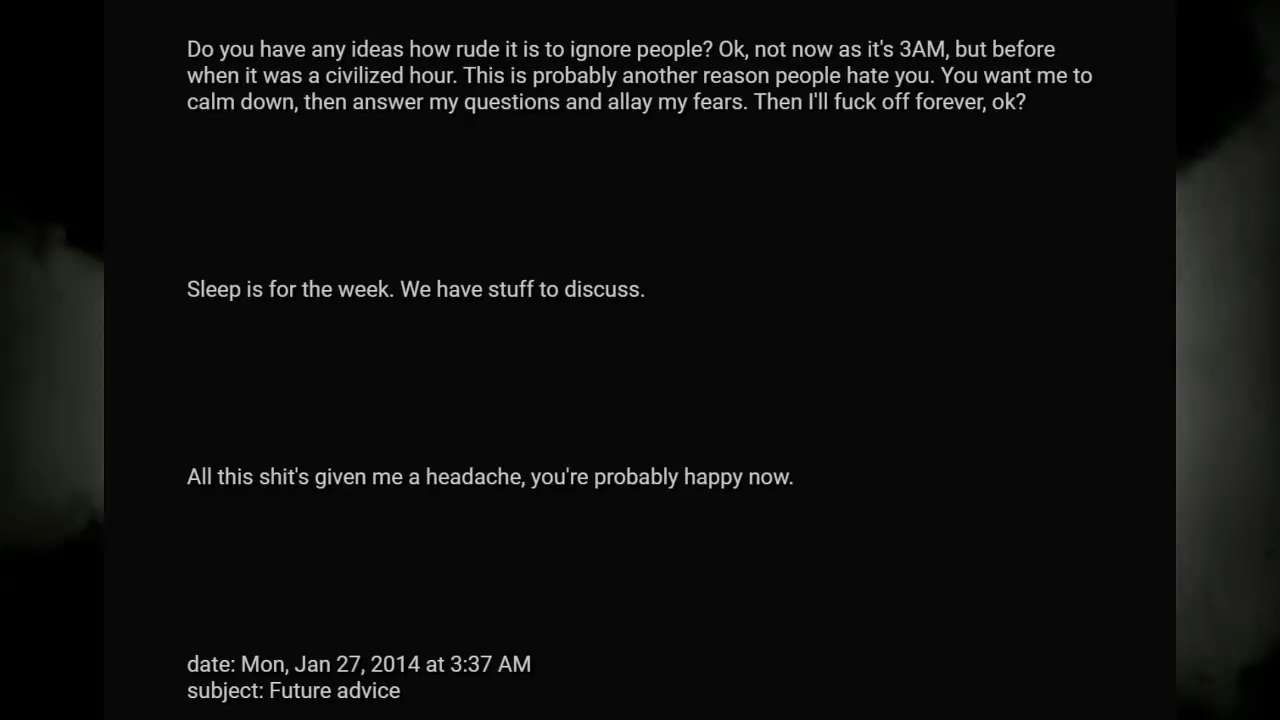 Do you have any ideas how rude it is to ignore people? Ok, not now as it's 3AM, but before
when it was a civilized hour. This is probably another reason people hate you. You want me to
calm down, then answer my questions and allay my fears. Then I'll fuck off forever, ok?
Sleep is for the week. We have stuff to discuss.
All this shit's given me a headache, you're probably happy now.
date: Mon, Jan 27, 2014 at 3:37 AM
subject: Future advice